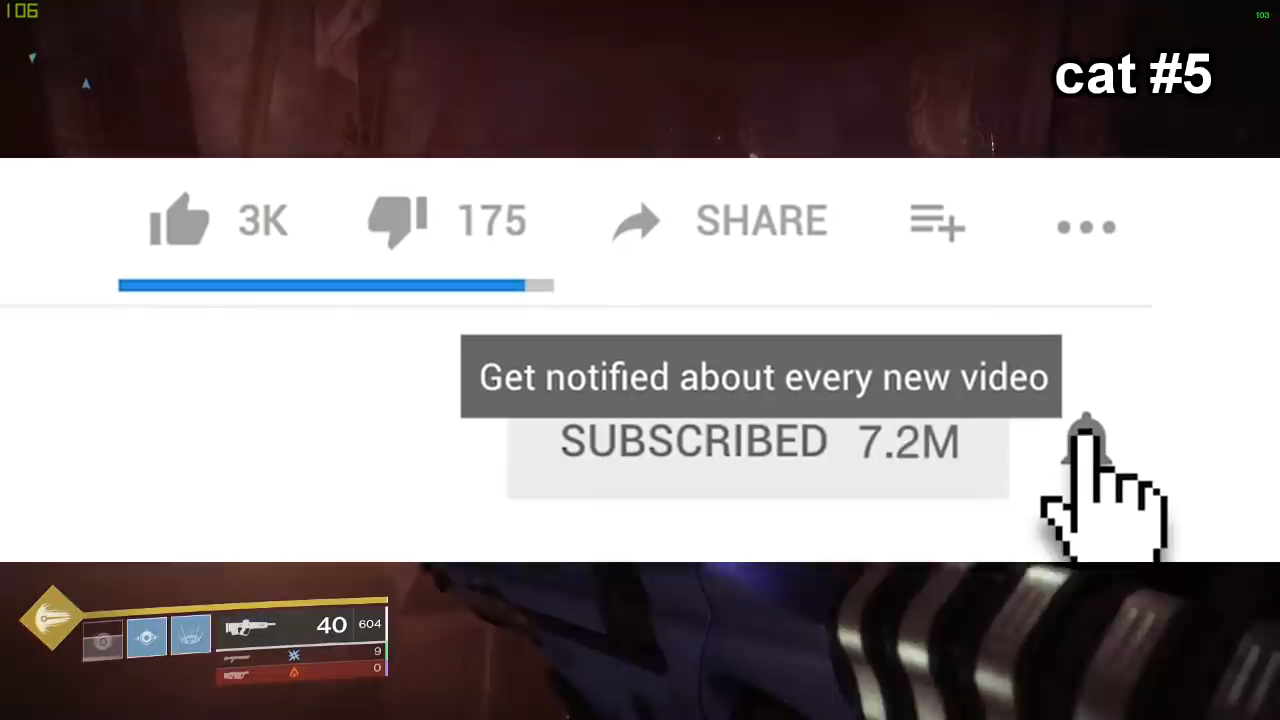 106
103
cat #5
3K 175 SHARE
Get notified about every new video
SUBSCRIBED 7.2M
40 604
9
0